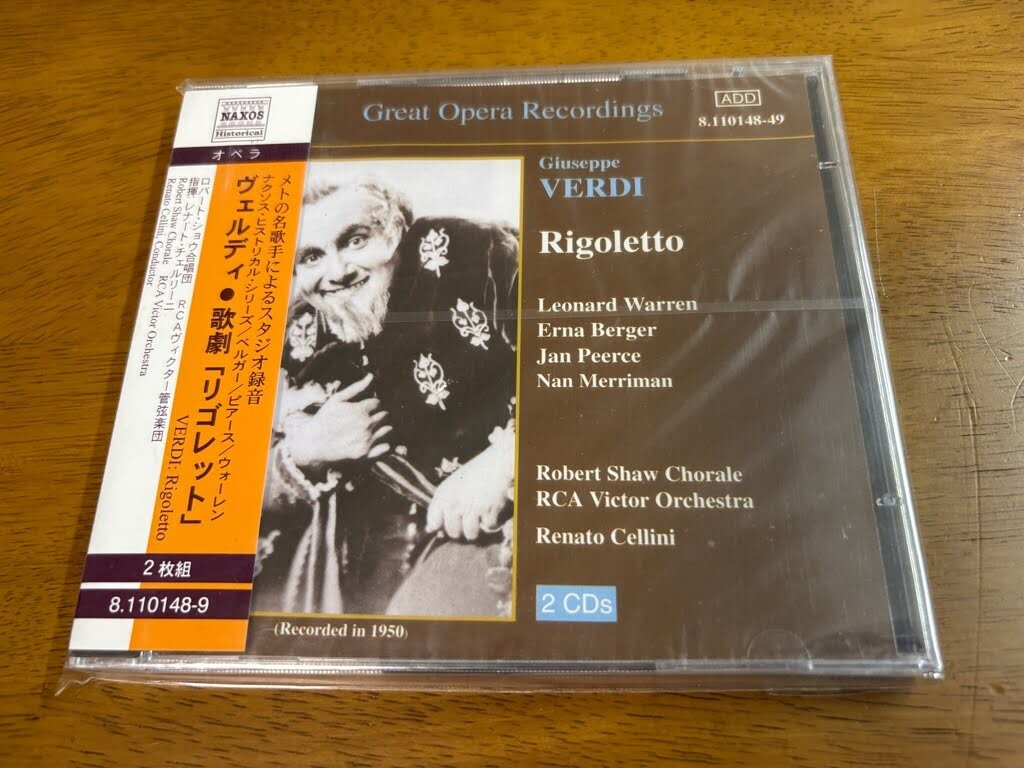 NAXOS
Historical
オペラ
メトの名歌手によるスタジオ録音
ナクソス・ヒストリカル・シリーズ/ベルガー/ピアース/ウォーレン
ヴェルディ●歌劇「リゴレット」
VERDI: Rigoletto
ロバート・ショウ合唱団 RCAヴィクター管弦楽団
指揮:レナート・チェルリーニ
Robert Shaw Chorale RCA Victor Orchestra
Renato Cellini, Conductor
2枚組
8.110148-9
Great Opera Recordings
ADD
8.110148-49
Giuseppe
VERDI
Rigoletto
Leonard Warren
Erna Berger
Jan Peerce
Nan Merriman
Robert Shaw Chorale
RCA Victor Orchestra
Renato Cellini
2 CDs
(Recorded in 1950)